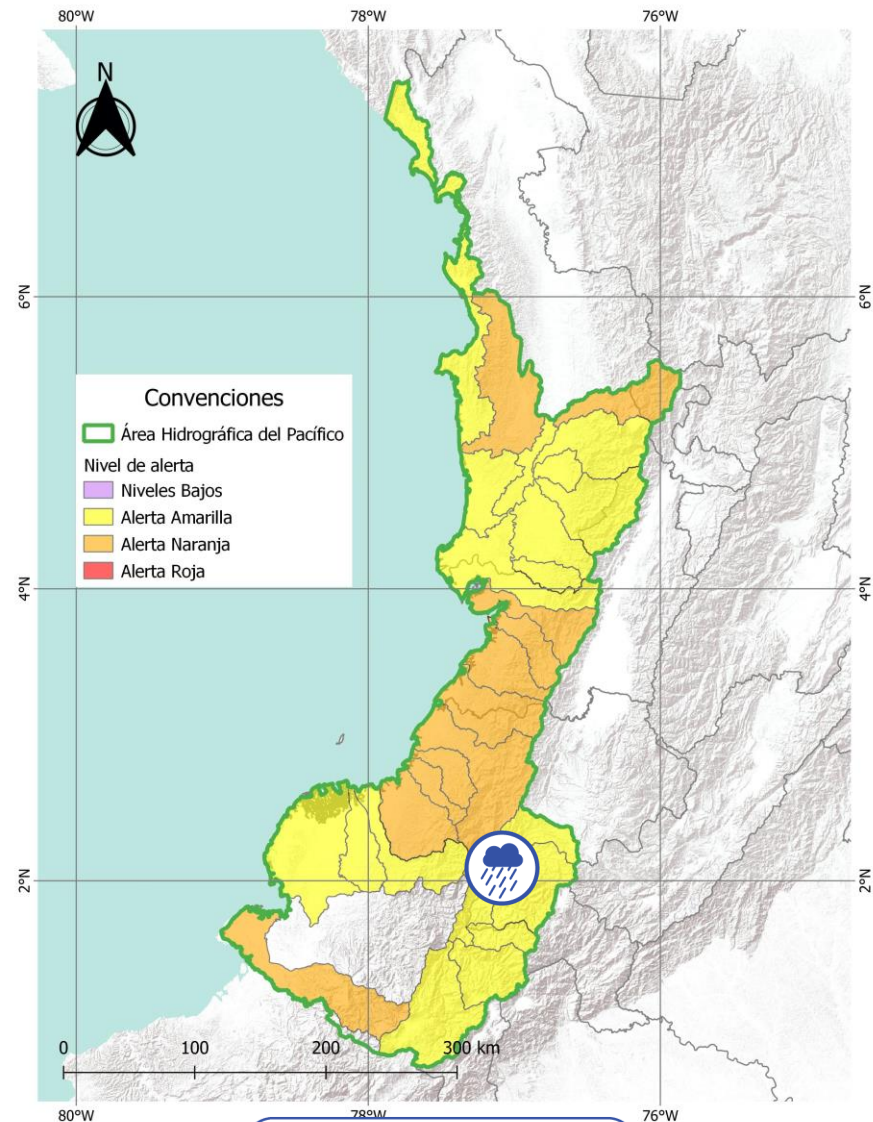 80°W 78°W 76°W
N
6°N 6°N
Convenciones
Área Hidrográfica del Pacífico
Nivel de alerta
Niveles Bajos
Alerta Amarilla
Alerta Naranja
Alerta Roja
4°N 4°N
2°N 2°N
0 100 200 300 km
80°W 78°W 76°W